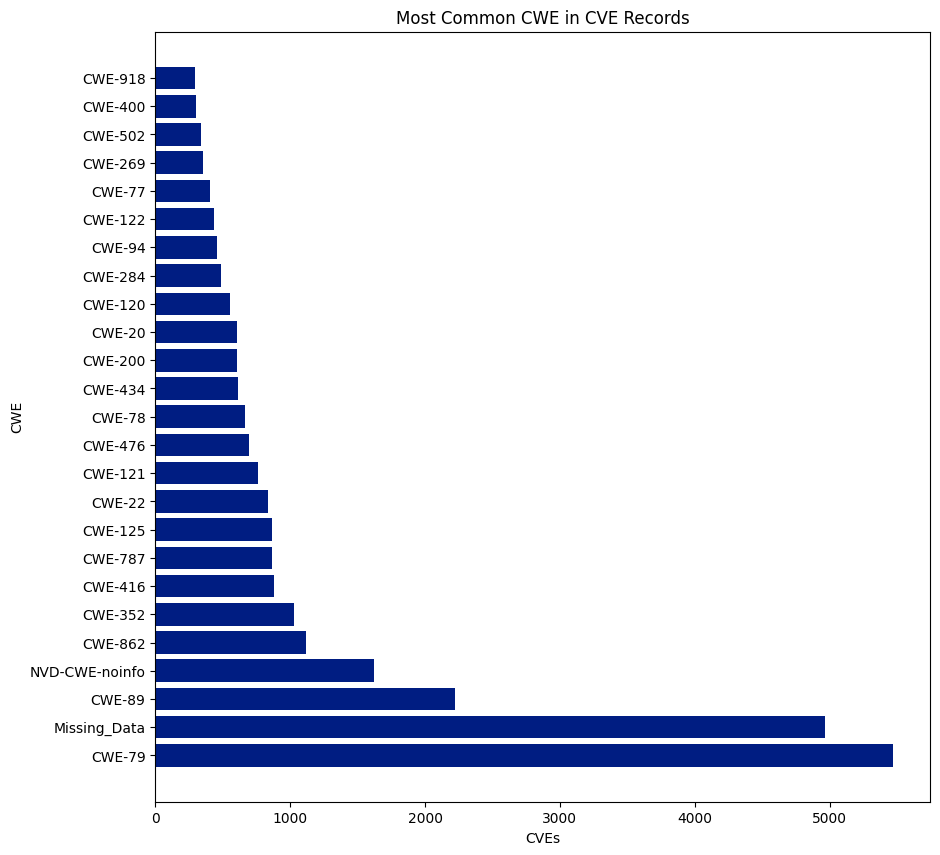 Most Common CWE in CVE Records
CWE
CWE-918
CWE-400
CWE-502
CWE-269
CWE-77
CWE-122
CWE-94
CWE-284
CWE-120
CWE-20
CWE-200
CWE-434
CWE-78
CWE-476
CWE-121
CWE-22
CWE-125
CWE-787
CWE-416
CWE-352
CWE-862
NVD-CWE-noinfo
CWE-89
Missing_Data
CWE-79
0 1000 2000 3000 4000 5000
CVEs